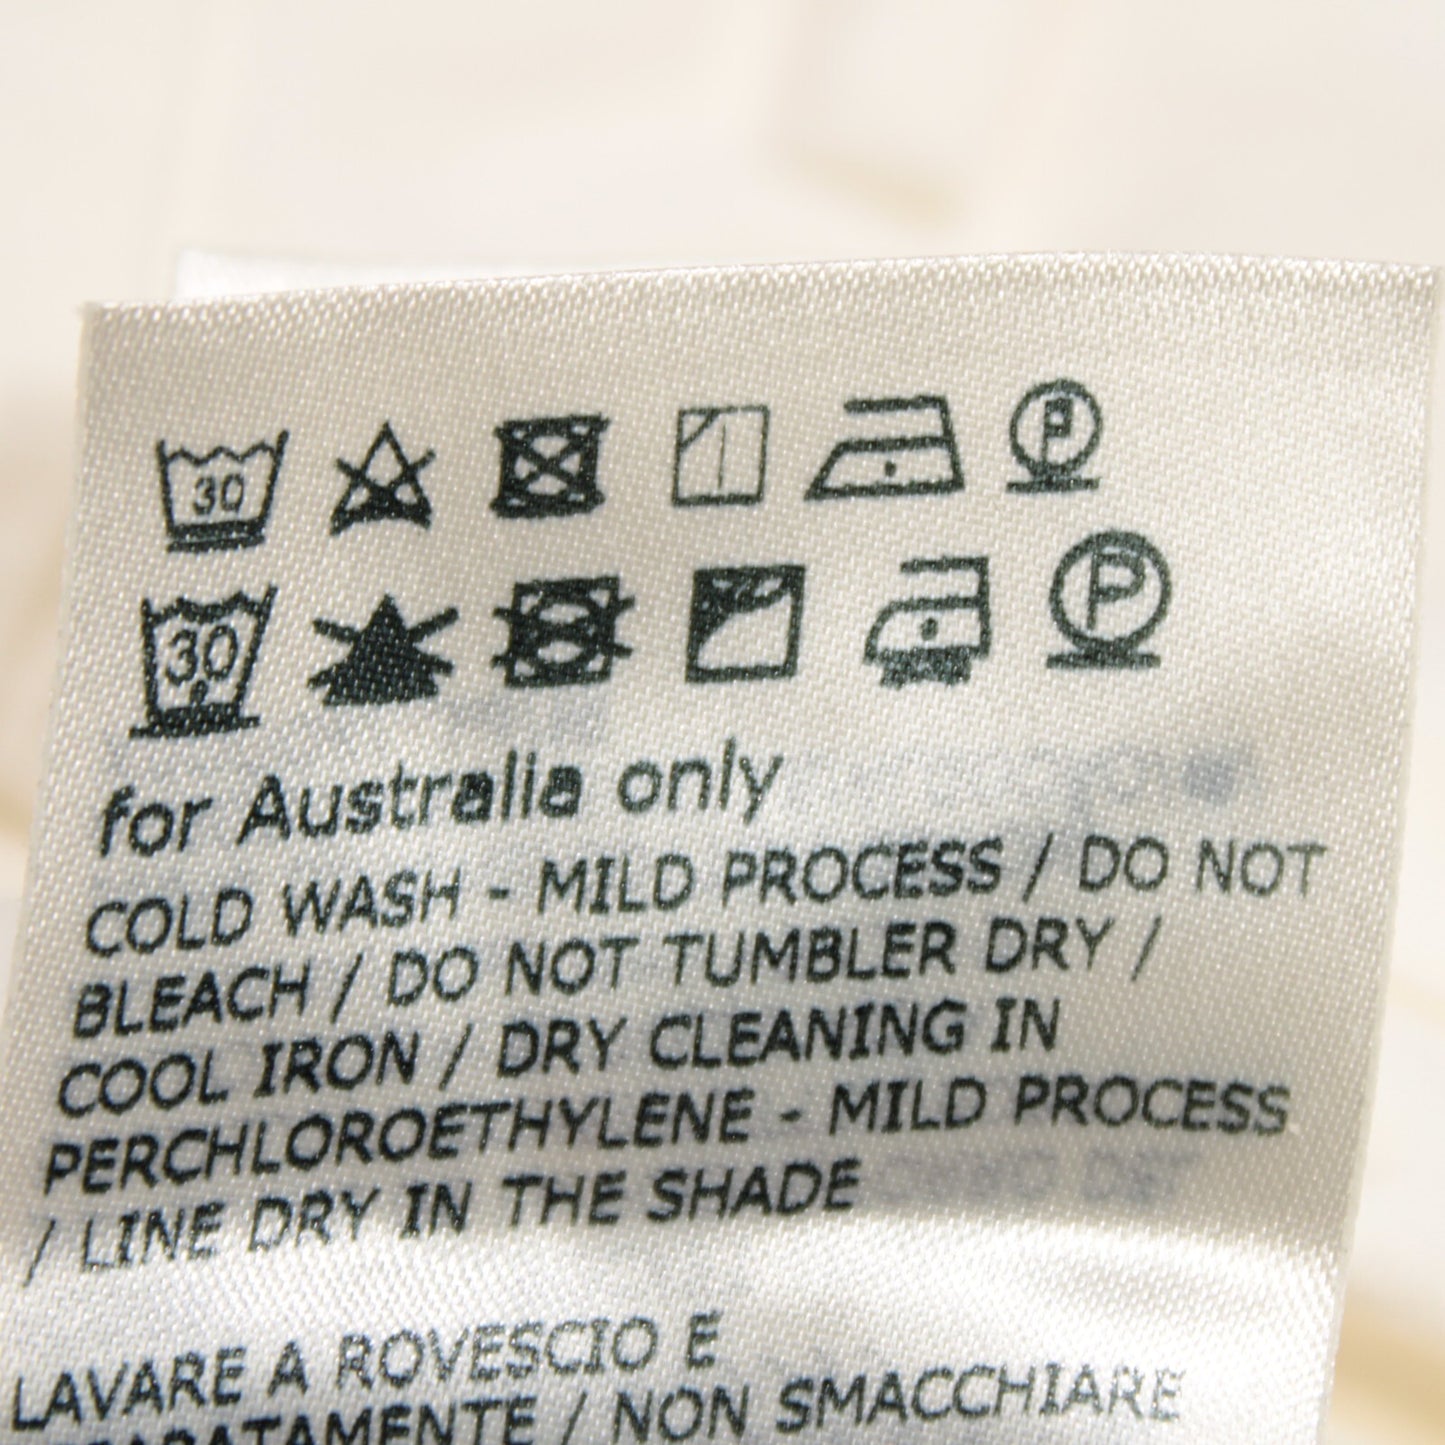 30 P
30 P
for Australia only
COLD WASH - MILD PROCESS / DO NOT
BLEACH / DO NOT TUMBLER DRY /
COOL IRON / DRY CLEANING IN
PERCHLOROETHYLENE - MILD PROCESS
/ LINE DRY IN THE SHADE
LAVARE A ROVESCIO E
/ NON SMACCHIARE